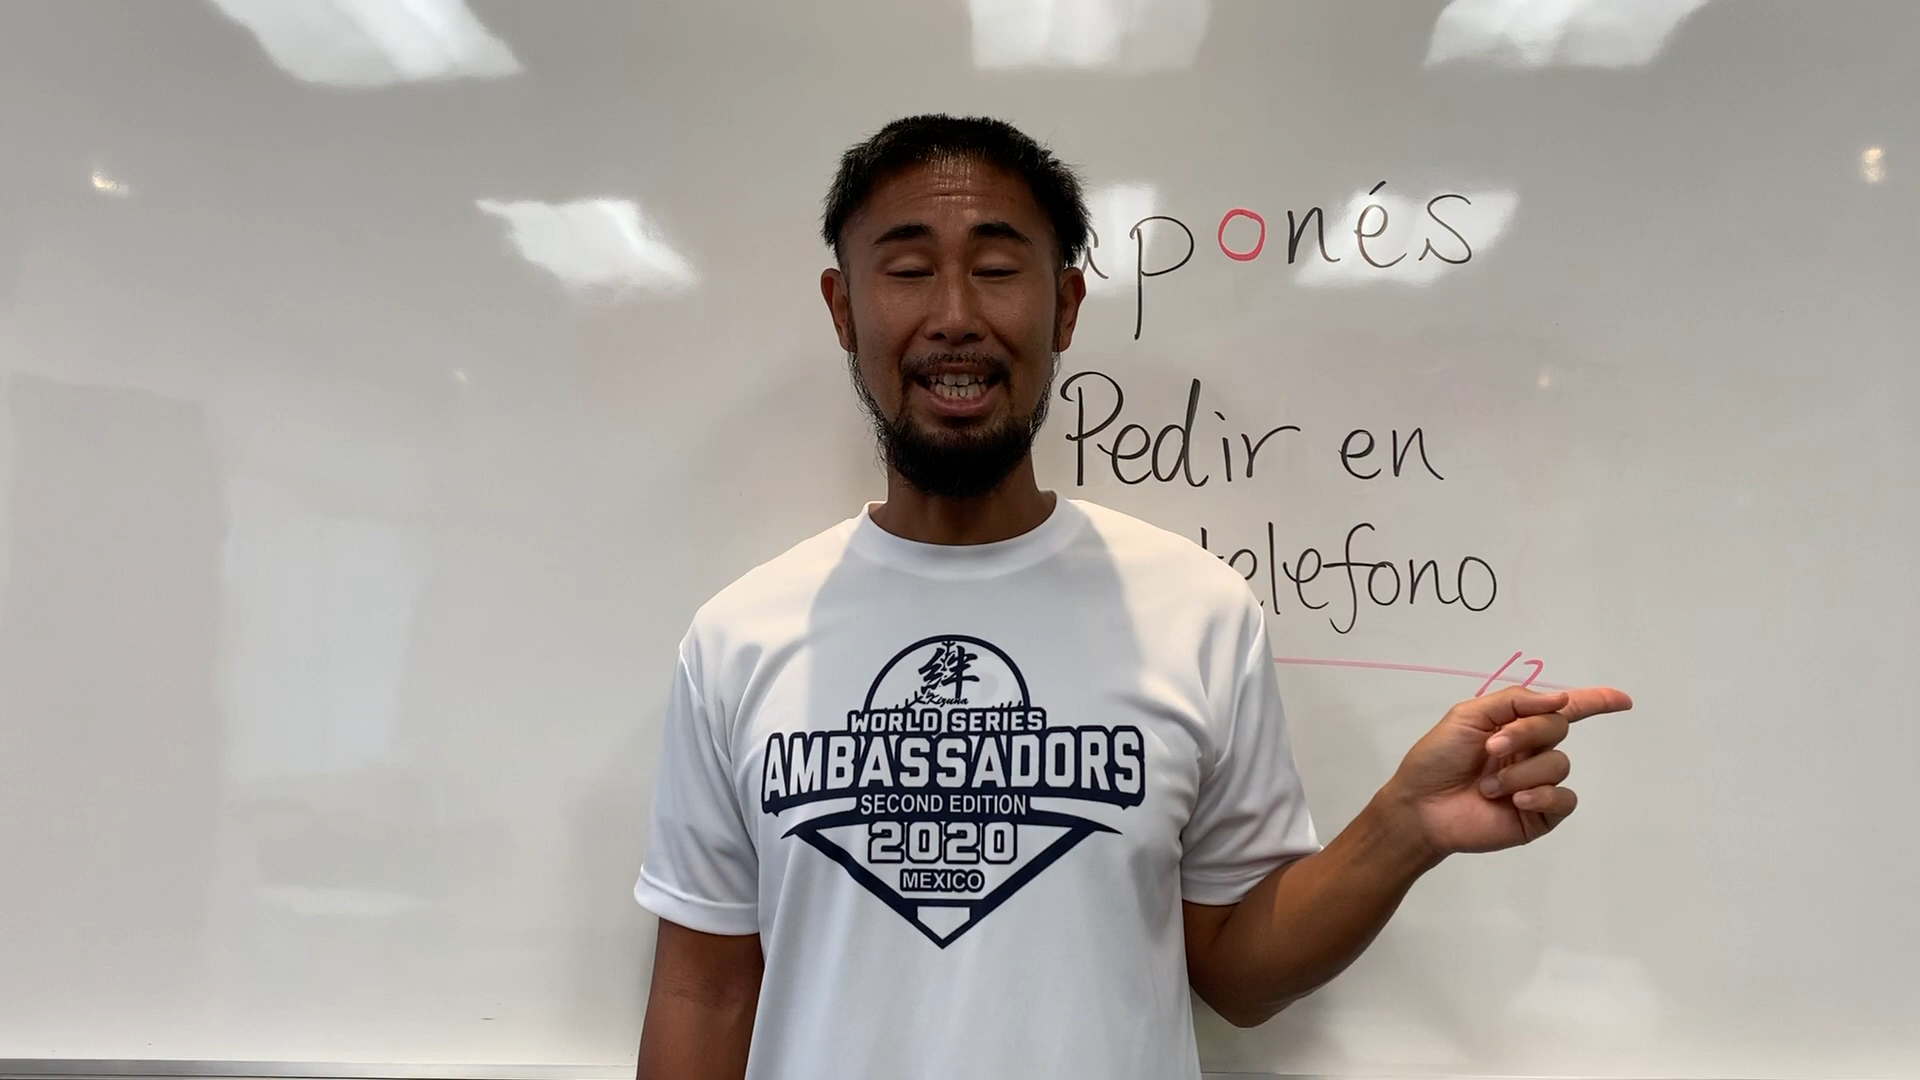 aponés
Pedir en
telefono
絆
Kizuna
WORLD SERIES
AMBASSADORS
SECOND EDITION
2020
MEXICO